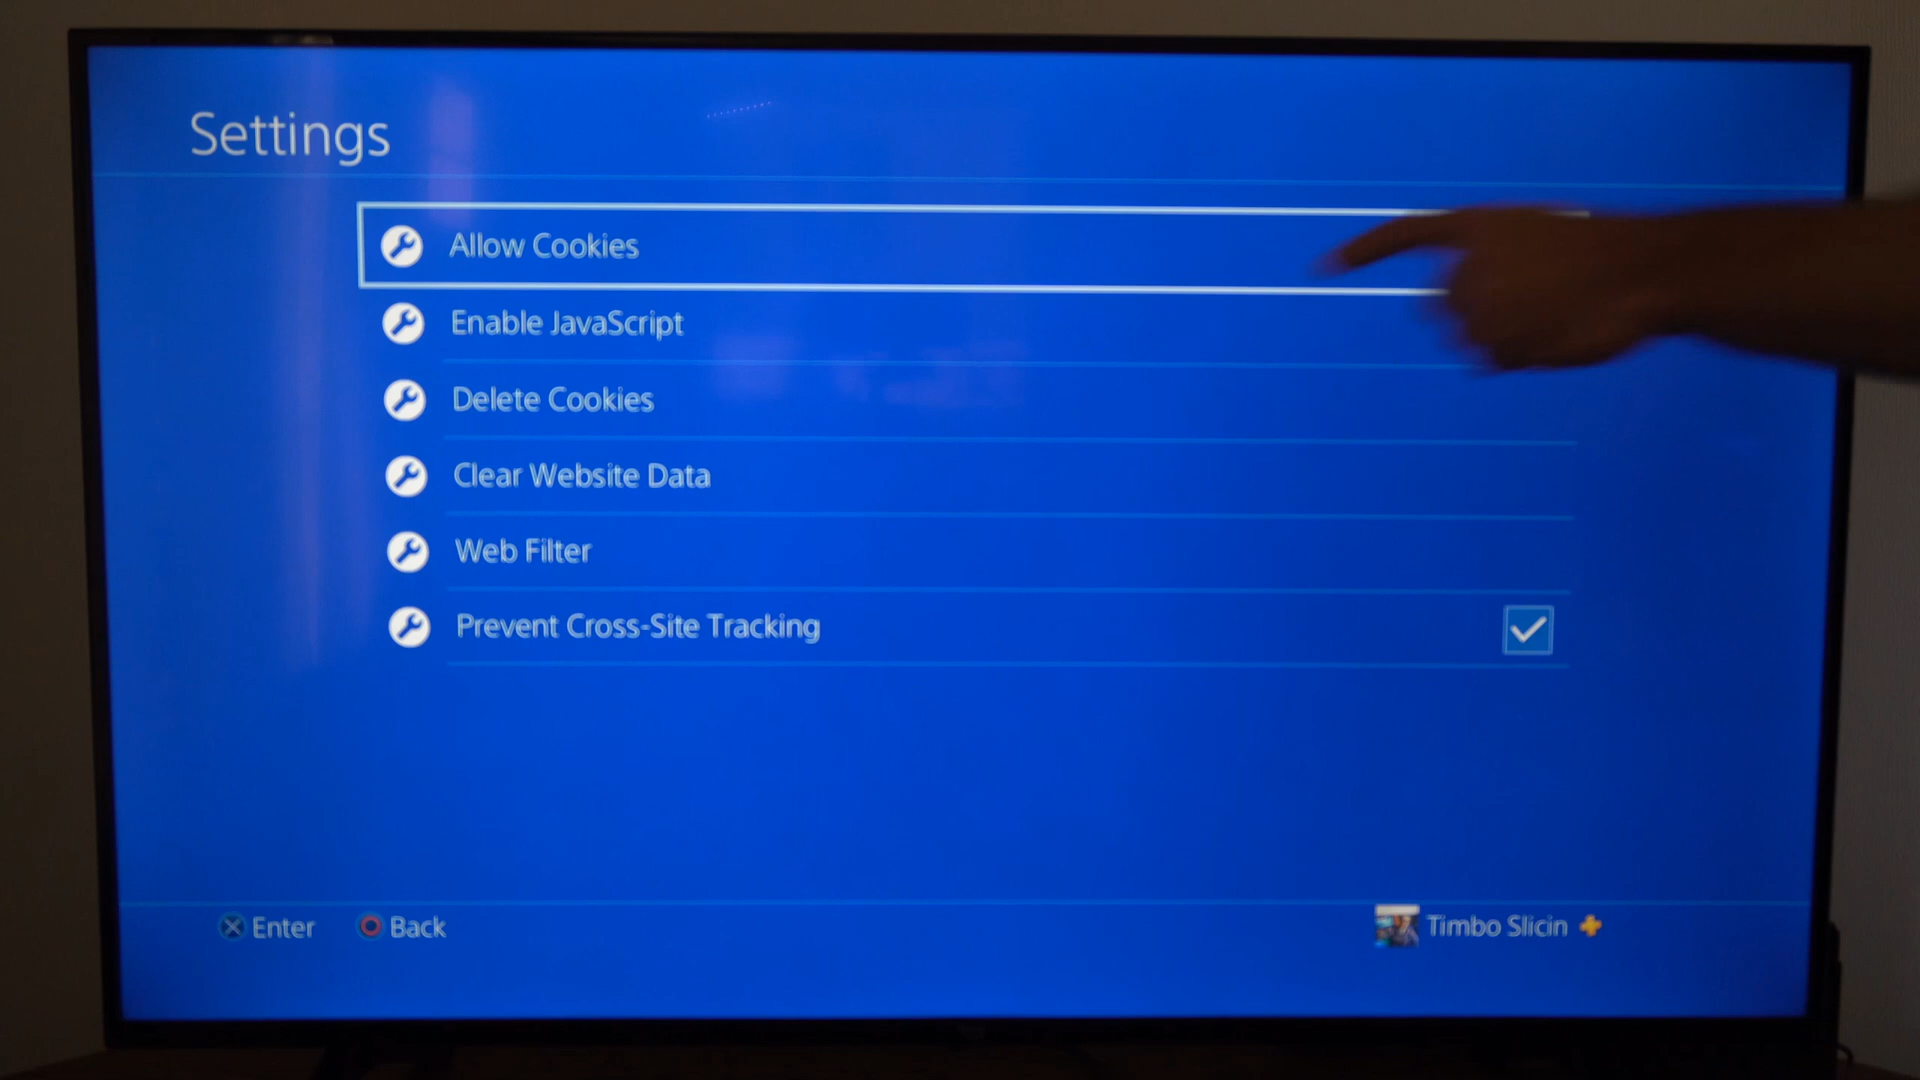 Settings
Allow Cookies
Enable JavaScript
Delete Cookies
Clear Website Data
Web Filter
Prevent Cross-Site Tracking
Enter Back
Timbo Slicin